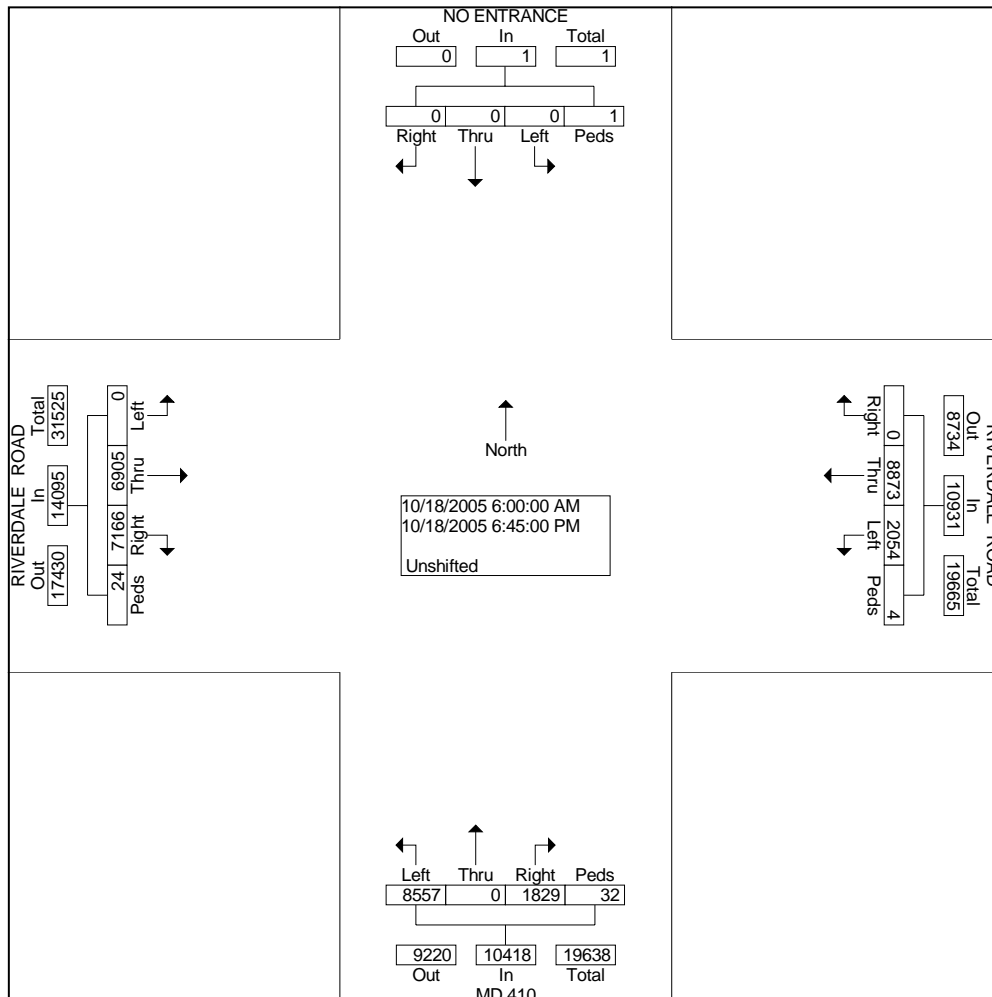 NO ENTRANCE
Out In Total
0 1 1
0 0 0 1
Right Thru Left Peds
RIVERDALE ROAD
Total In Out
31525 14095 17430
0 6905 7166 24
Left Thru Right Peds
North
10/18/2005 6:00:00 AM
10/18/2005 6:45:00 PM
Unshifted
Right Thru Left Peds
0 8873 2054 4
8734 10931 19665
Out In Total
RIVERDALE ROAD
Left Thru Right Peds
8557 0 1829 32
9220 10418 19638
Out In Total
MD 410